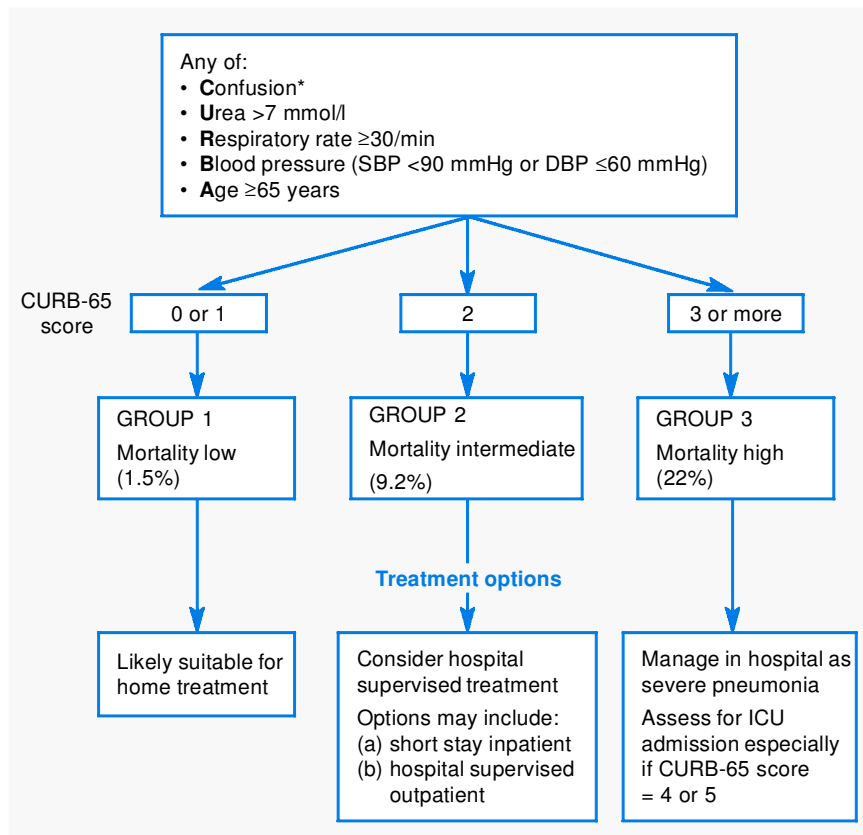 Any of:
• Confusion*
• Urea >7 mmol/l
• Respiratory rate ≥30/min
• Blood pressure (SBP <90 mmHg or DBP ≤60 mmHg)
• Age ≥65 years
CURB-65
score
0 or 1
2
3 or more
GROUP 1
Mortality low
(1.5%)
GROUP 2
Mortality intermediate
(9.2%)
GROUP 3
Mortality high
(22%)
Treatment options
Likely suitable for
home treatment
Consider hospital
supervised treatment
Options may include:
(a) short stay inpatient
(b) hospital supervised
outpatient
Manage in hospital as
severe pneumonia
Assess for ICU
admission especially
if CURB-65 score
= 4 or 5